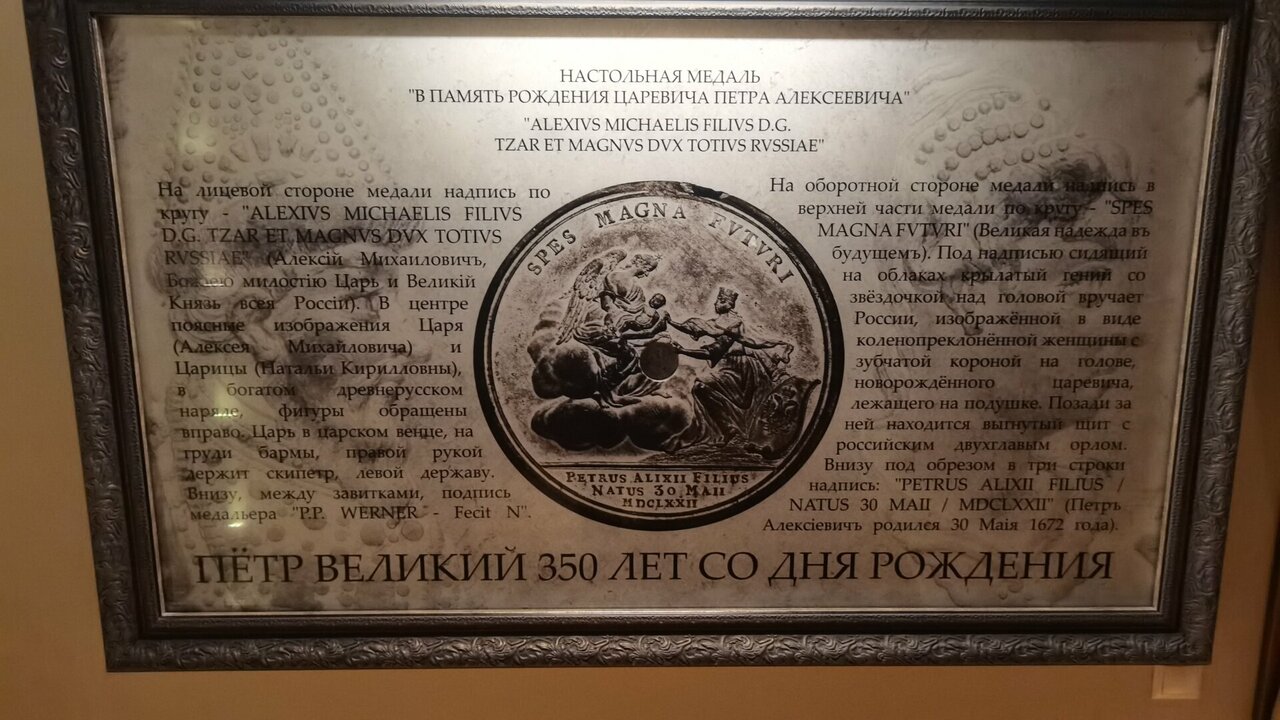 НАСТОЛЬНАЯ МЕДАЛЬ
"В ПАМЯТЬ РОЖДЕНИЯ ЦАРЕВИЧА ПЕТРА АЛЕКСЕЕВИЧА"
"ALEXIVS MICHAELIS FILIVS D.G.
TZAR ET MAGNVS DVX TOTIVS RVSSIAE"
На лицевой стороне медали надпись по
кругу - "ALEXIVS MICHAELIS FILIVS
D.G. TZAR ET MAGNVS DVX TOTIVS
RVSSIAE" (Алексiй Михаиловичъ,
Божiею милостiю Царь и Великiй
Князь всея Россiи). В центре
поясные изображения Царя
(Алексея Михайловича) и
Царицы (Натальи Кирилловны),
в богатом древнерусском
наряде, фигуры обращены
вправо. Царь в царском венце, на
груди бармы, правой рукой
держит скипетр, левой державу.
Внизу, между завитками, подпись
медальера "P.P. WERNER - Fecit N".
SPES MAGNA FVTVRI
PETRUS ALIXII FILIUS
NATUS 30 MAII
MDCLXXII
На оборотной стороне медали надпись в
верхней части медали по кругу - "SPES
MAGNA FVTVRI" (Великая надежда въ
будущемъ). Под надписью сидящий
на облаках крылатый гений со
звёздочкой над головой вручает
России, изображённой в виде
коленопреклонённой женщины с
зубчатой короной на голове,
новорождённого царевича,
лежащего на подушке. Позади за
ней находится выгнутый щит с
российским двухглавым орлом.
Внизу под обрезом в три строки
надпись: "PETRUS ALIXII FILIUS /
NATUS 30 MAII / MDCLXXII" (Петръ
Алексiевичъ родился 30 Маiя 1672 года).
ПЁТР ВЕЛИКИЙ 350 ЛЕТ СО ДНЯ РОЖДЕНИЯ